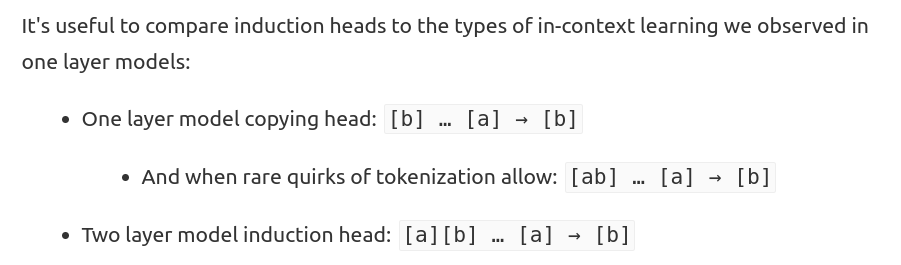 It's useful to compare induction heads to the types of in-context learning we observed in
one layer models:
• One layer model copying head: [b] … [a] → [b]
• And when rare quirks of tokenization allow: [ab] … [a] → [b]
• Two layer model induction head: [a][b] … [a] → [b]